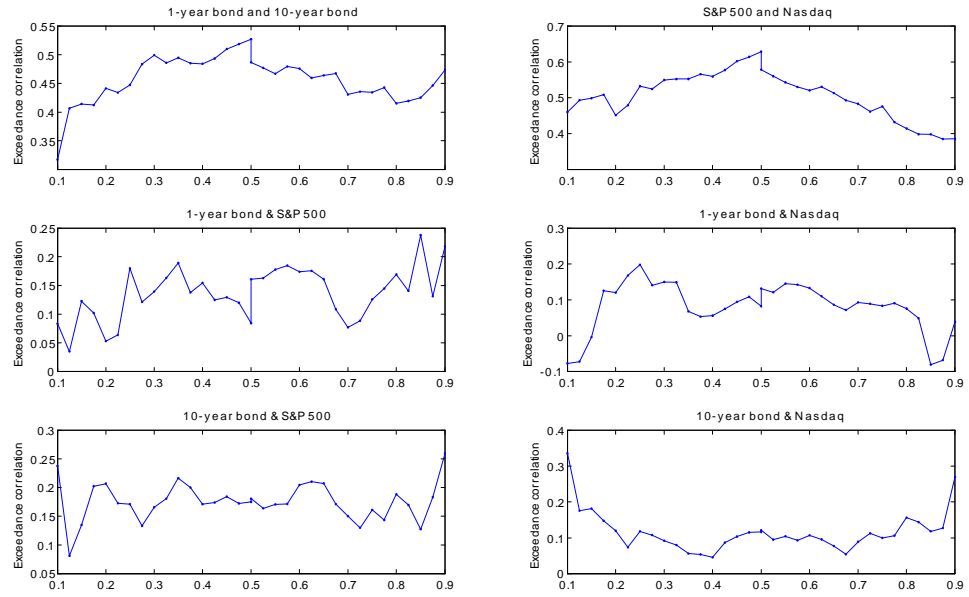 1-year bond and 10-year bond
Exceedance correlation
0.55
0.5
0.45
0.4
0.35
0.1 0.2 0.3 0.4 0.5 0.6 0.7 0.8 0.9
S&P 500 and Nasdaq
Exceedance correlation
0.7
0.6
0.5
0.4
0.1 0.2 0.3 0.4 0.5 0.6 0.7 0.8 0.9
1-year bond & S&P 500
Exceedance correlation
0.25
0.2
0.15
0.1
0.05
0
0.1 0.2 0.3 0.4 0.5 0.6 0.7 0.8 0.9
1-year bond & Nasdaq
Exceedance correlation
0.3
0.2
0.1
0
-0.1
0.1 0.2 0.3 0.4 0.5 0.6 0.7 0.8 0.9
10-year bond & S&P 500
Exceedance correlation
0.3
0.25
0.2
0.15
0.1
0.05
0.1 0.2 0.3 0.4 0.5 0.6 0.7 0.8 0.9
10-year bond & Nasdaq
Exceedance correlation
0.4
0.3
0.2
0.1
0
0.1 0.2 0.3 0.4 0.5 0.6 0.7 0.8 0.9